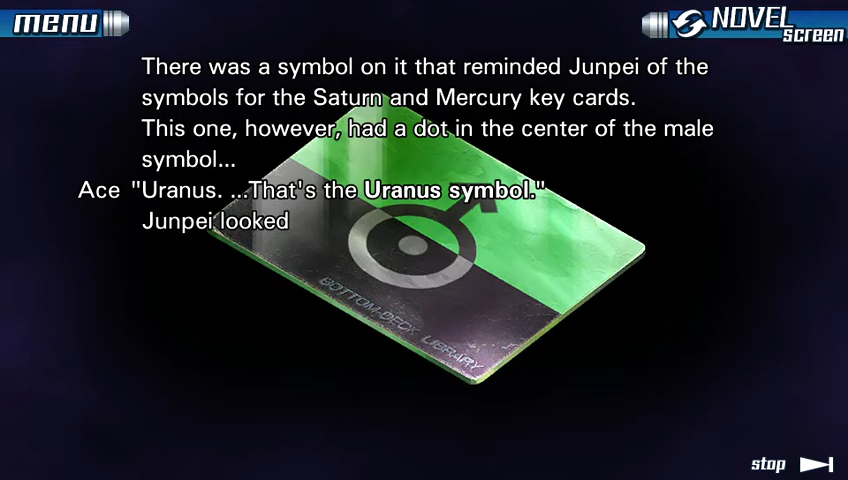 menu
NOVEL
screen
There was a symbol on it that reminded Junpei of the
symbols for the Saturn and Mercury key cards.
This one, however, had a dot in the center of the male
symbol...
Ace "Uranus. ...That's the Uranus symbol."
Junpei looked
BOTTOM-DECK LIBRARY
stop